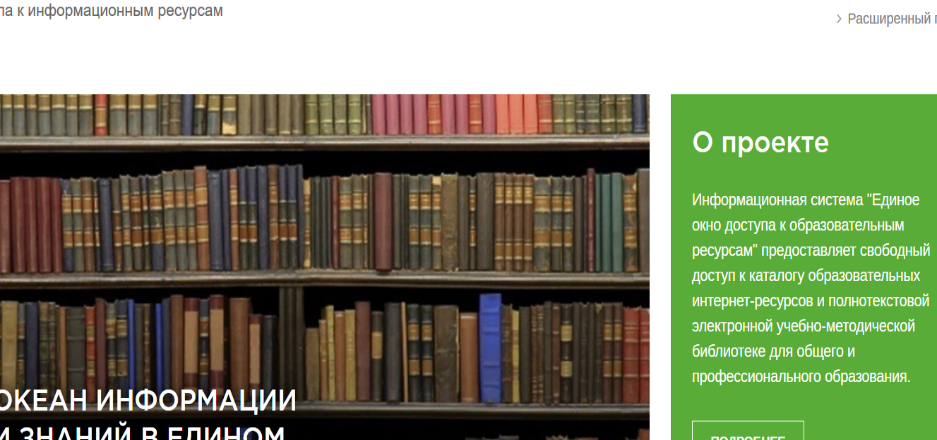 к информационным ресурсам
Расширенный
О проекте
Информационная система "Единое
окно доступа к образовательным
ресурсам" предоставляет свободный
доступ к каталогу образовательных
интернет-ресурсов и полнотекстовой
электронной учебно-методической
библиотеке для общего и
профессионального образования.
ОКЕАН ИНФОРМАЦИИ
И ЗНАНИЙ В ЕДИНОМ
ПОДРОБНЕЕ